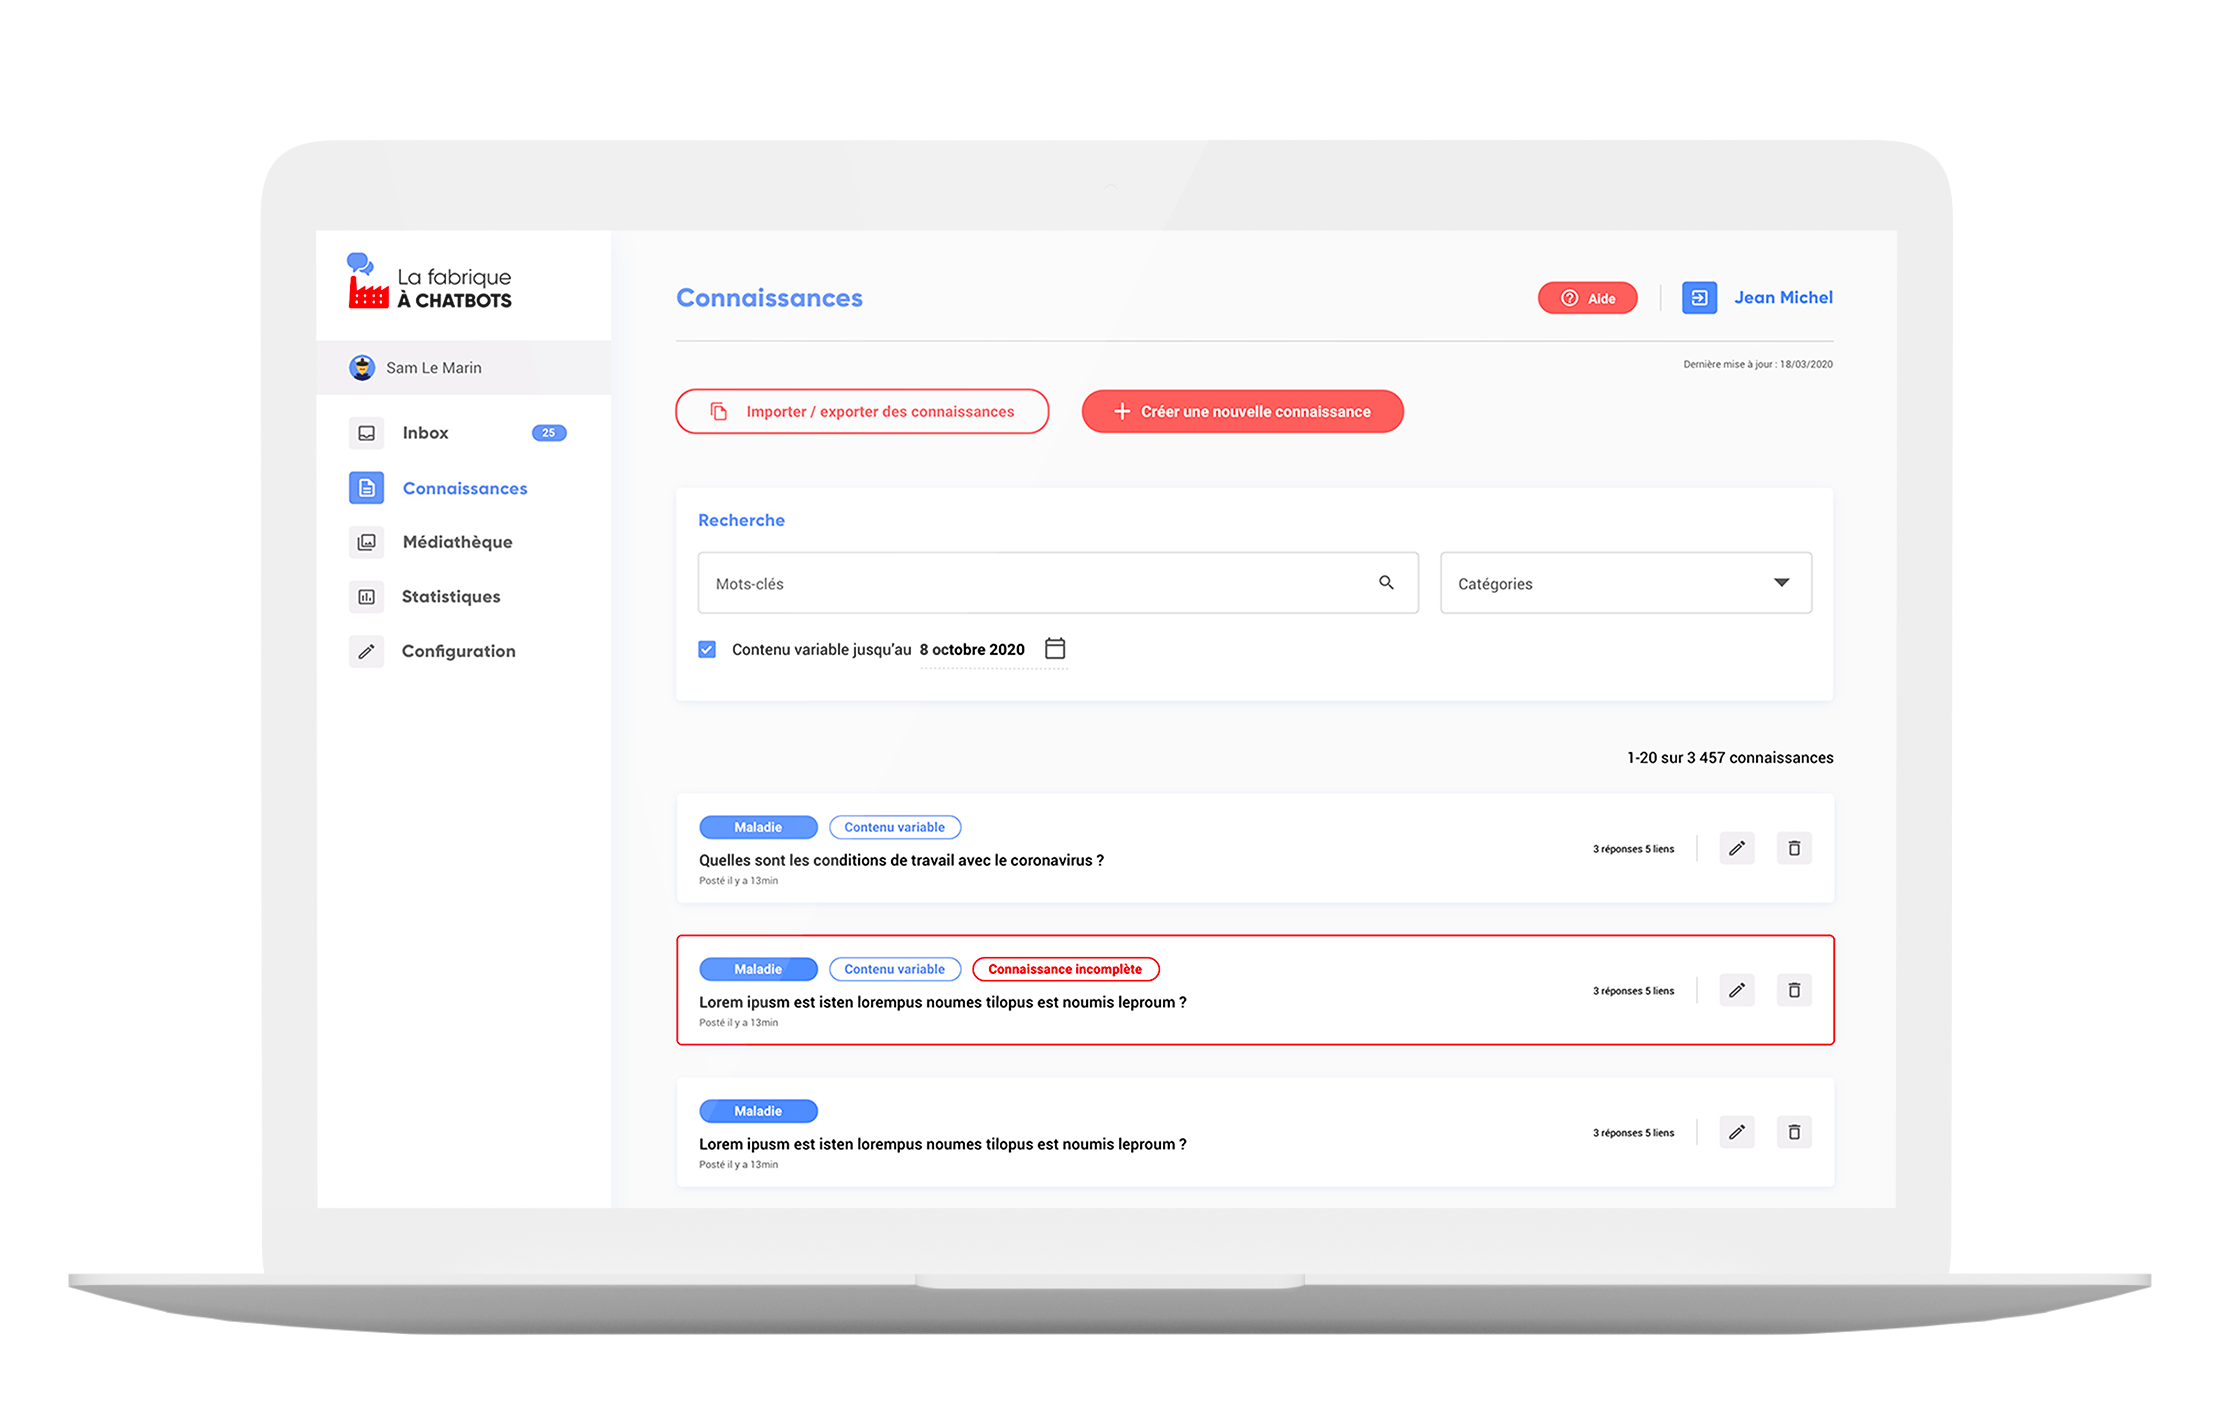 La fabrique
À CHATBOTS
Sam Le Marin
Inbox 25
Connaissances
Médiathèque
Statistiques
Configuration
Connaissances
Aide
Jean Michel
Dernière mise à jour : 18/03/2020
Importer / exporter des connaissances
Créer une nouvelle connaissance
Recherche
Mots-clés
Catégories
Contenu variable jusqu'au 8 octobre 2020
1-20 sur 3 457 connaissances
Maladie Contenu variable
Quelles sont les conditions de travail avec le coronavirus ?
Posté il y a 13min
3 réponses 5 liens
Maladie Contenu variable Connaissance incomplète
Lorem ipusm est isten lorempus noumes tilopus est noumis leproum ?
Posté il y a 13min
3 réponses 5 liens
Maladie
Lorem ipusm est isten lorempus noumes tilopus est noumis leproum ?
Posté il y a 13min
3 réponses 5 liens